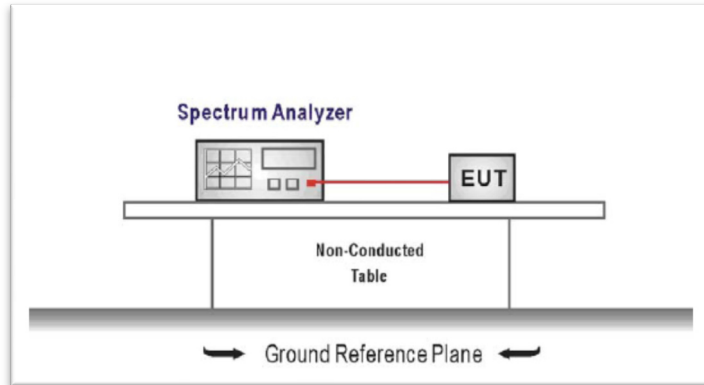 Spectrum Analyzer
EUT
Non-Conducted
Table
Ground Reference Plane